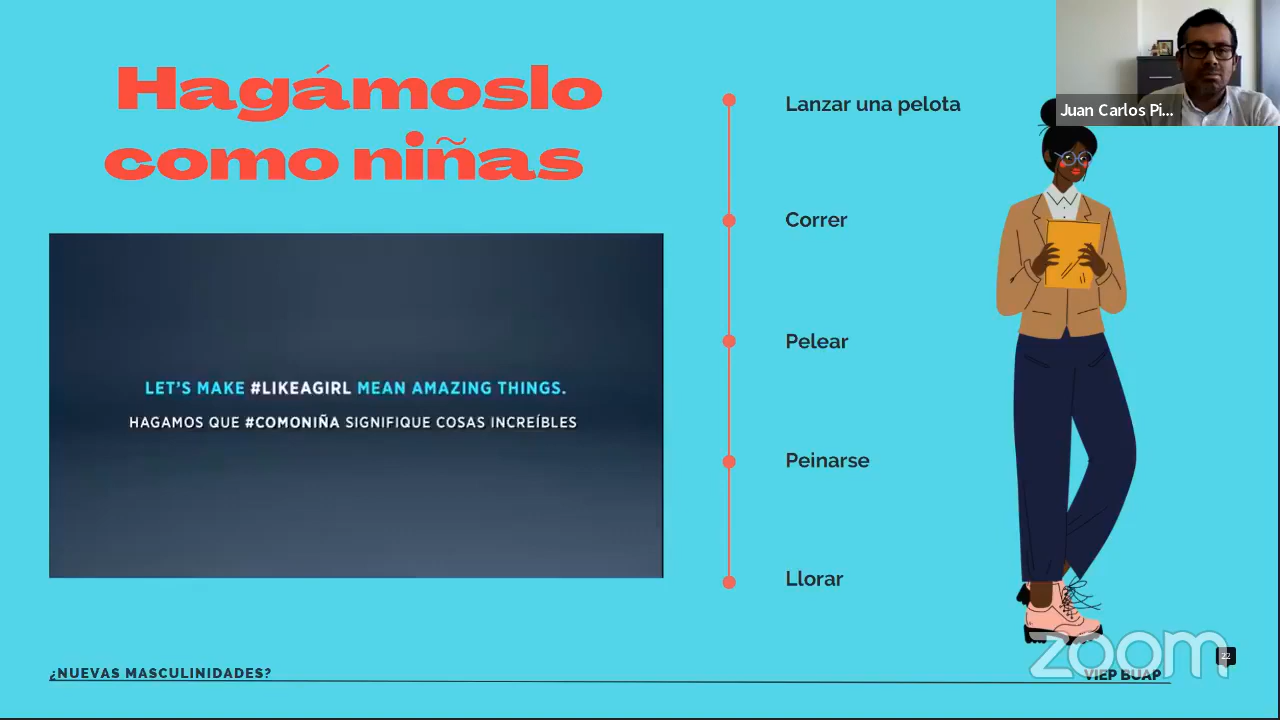 Hagámoslo
como niñas
LET'S MAKE #LIKEAGIRL MEAN AMAZING THINGS.
HAGAMOS QUE #COMONIÑA SIGNIFIQUE COSAS INCREÍBLES
Lanzar una pelota
Correr
Pelear
Peinarse
Llorar
Juan Carlos Pi...
¿NUEVAS MASCULINIDADES?
VIEP BUAP
zoom
22